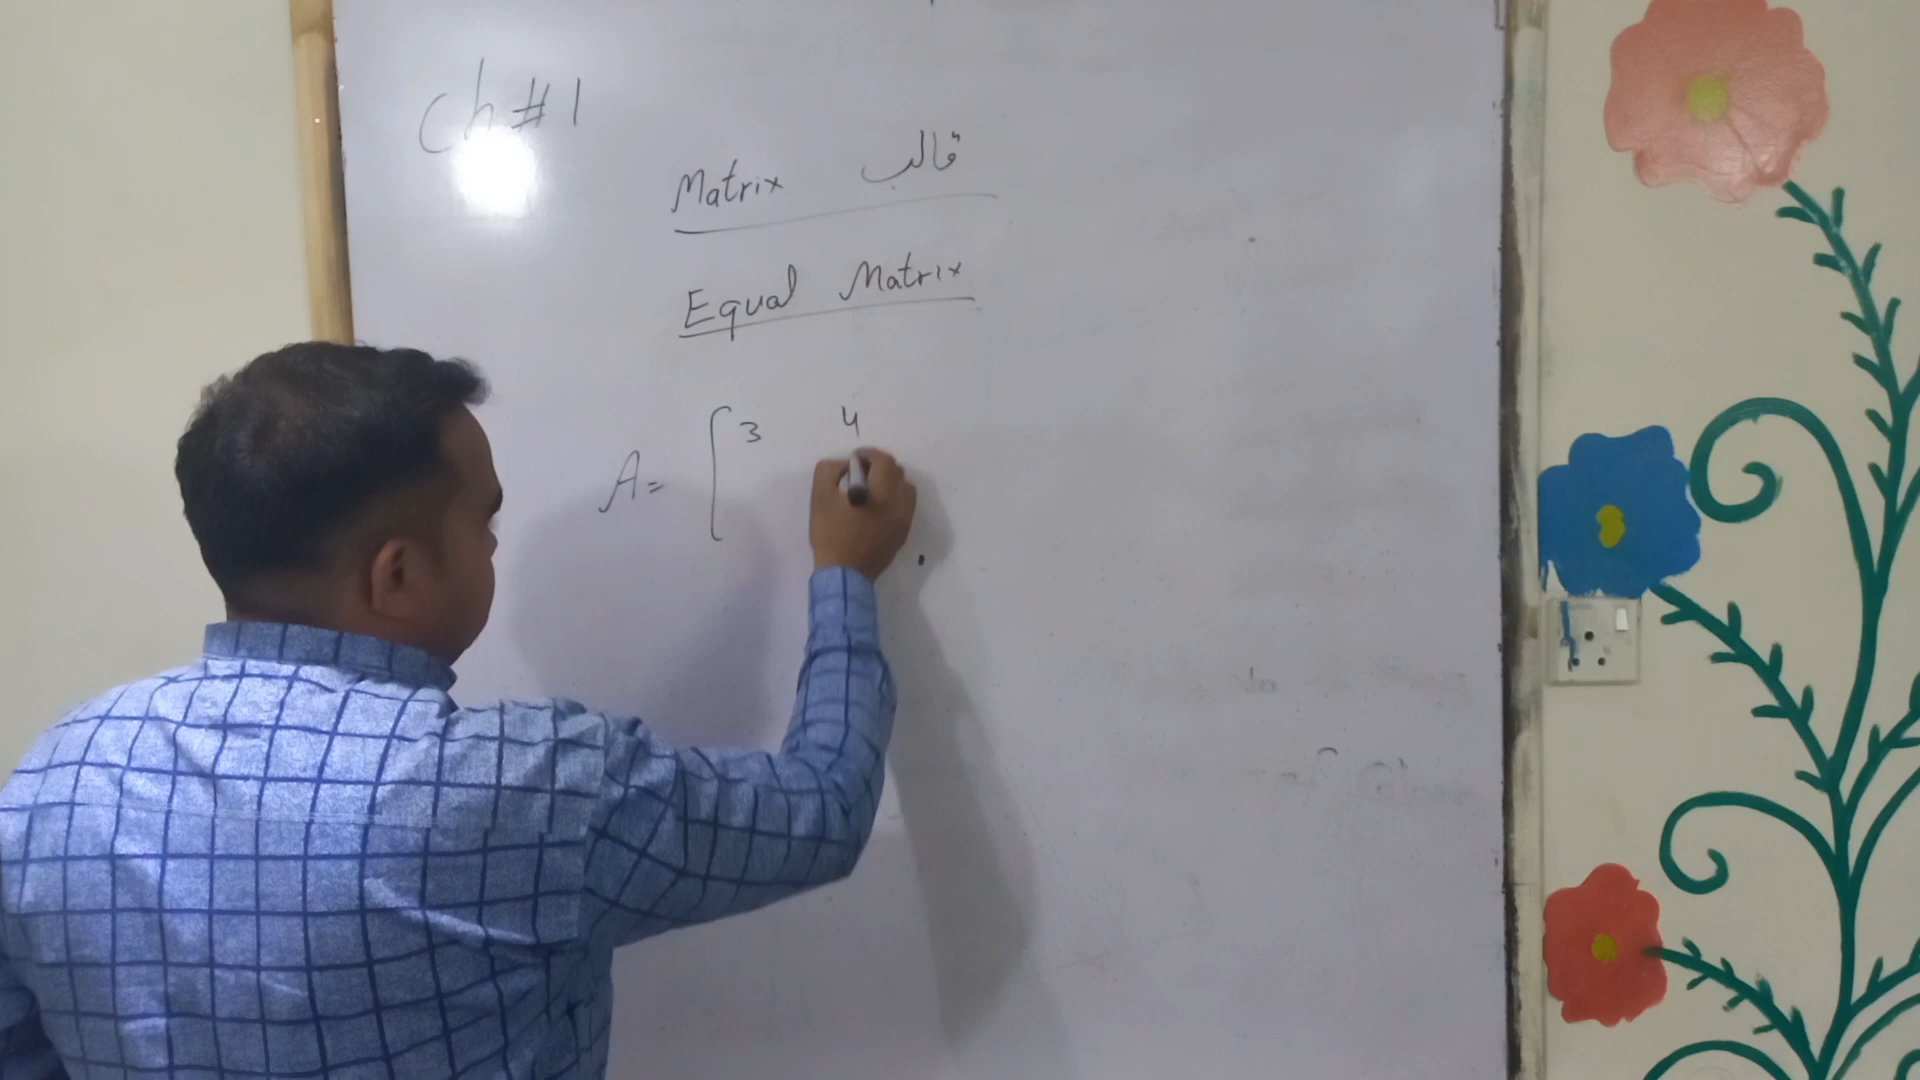 Ch #1
Matrix قالب
Equal Matrix
A = [ 3 4